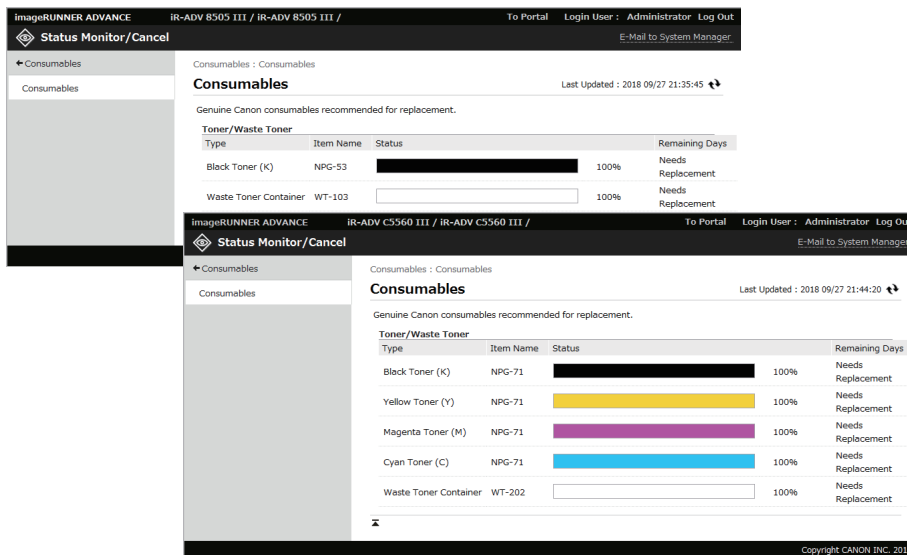 imageRUNNER ADVANCE iR-ADV 8505 III / iR-ADV 8505 III / To Portal Login User : Administrator Log Out
Status Monitor/Cancel E-Mail to System Manager
Consumables Consumables : Consumables
Consumables Consumables Last Updated : 2018 09/27 21:35:45
Genuine Canon consumables recommended for replacement.
Toner/Waste Toner
Type Item Name Status Remaining Days
Black Toner (K) NPG-53 100% Needs
Replacement
Waste Toner Container WT-103 100% Needs
Replacement
imageRUNNER ADVANCE iR-ADV C5560 III / iR-ADV C5560 III / To Portal Login User : Administrator Log Ou
Status Monitor/Cancel E-Mail to System Manager
Consumables Consumables : Consumables
Consumables Consumables Last Updated : 2018 09/27 21:44:20
Genuine Canon consumables recommended for replacement.
Toner/Waste Toner
Type Item Name Status Remaining Days
Black Toner (K) NPG-71 100% Needs
Replacement
Yellow Toner (Y) NPG-71 100% Needs
Replacement
Magenta Toner (M) NPG-71 100% Needs
Replacement
Cyan Toner (C) NPG-71 100% Needs
Replacement
Waste Toner Container WT-202 100% Needs
Replacement
Copyright CANON INC. 201